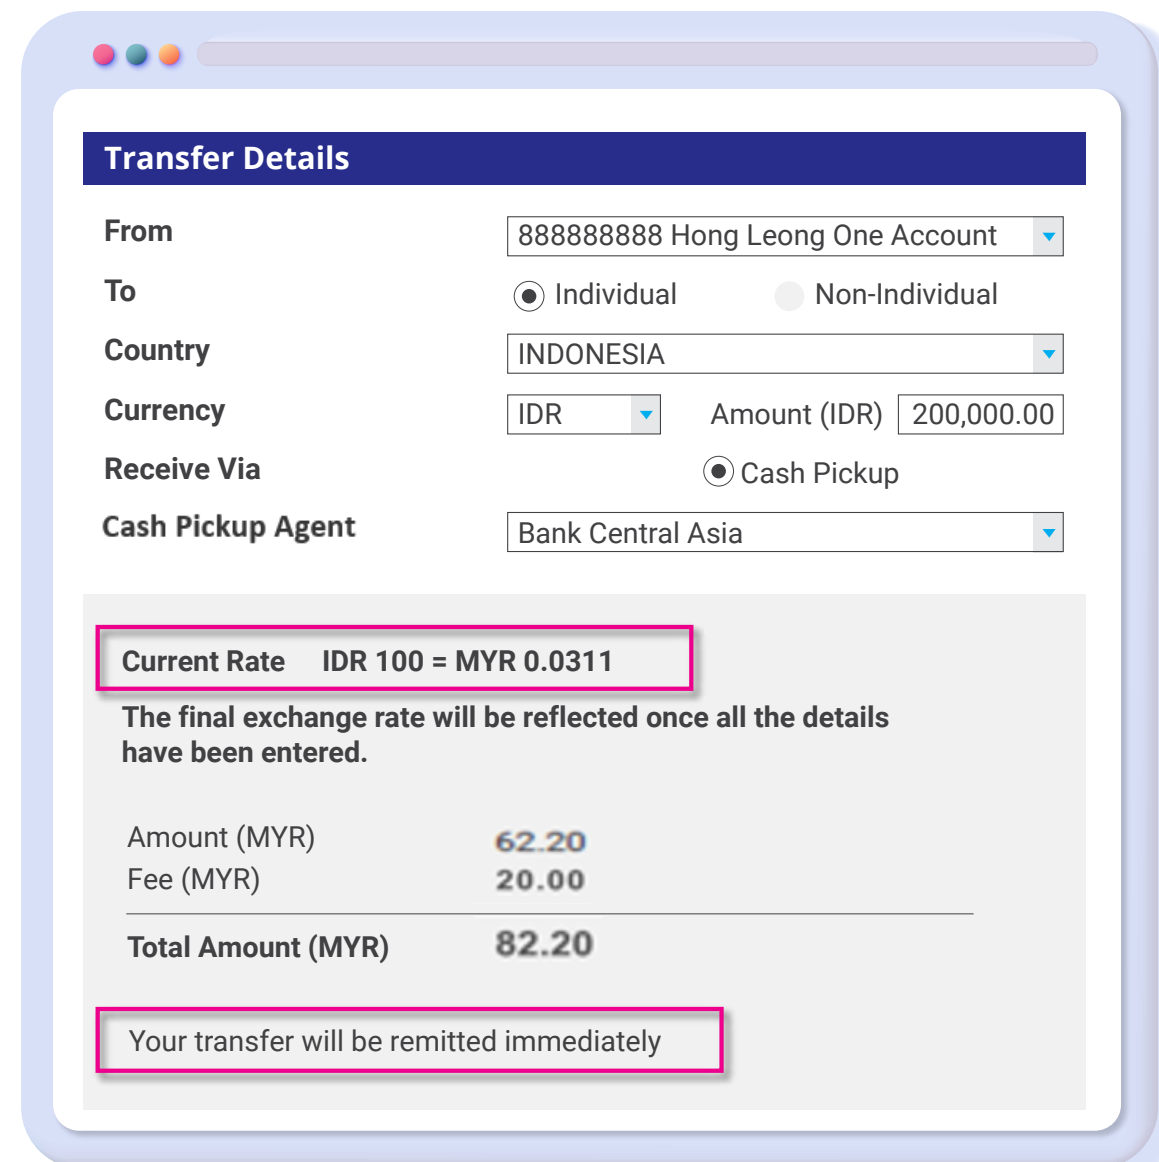 Transfer Details
From 888888888 Hong Leong One Account
To Individual Non-Individual
Country INDONESIA
Currency IDR Amount (IDR) 200,000.00
Receive Via Cash Pickup
Cash Pickup Agent Bank Central Asia
Current Rate IDR 100 = MYR 0.0311
The final exchange rate will be reflected once all the details
have been entered.
Amount (MYR) 62.20
Fee (MYR) 20.00
Total Amount (MYR) 82.20
Your transfer will be remitted immediately